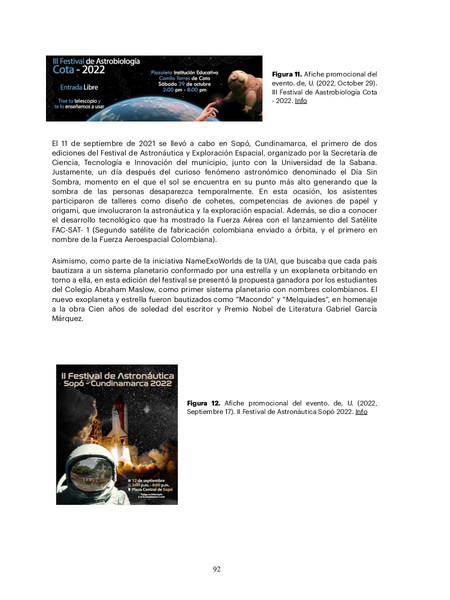 III Festival de Astrobiología
Cota - 2022
Entrada Libre
Trae tu telescopio y
te lo enseñamos a usar
Plazoleta Institución Educativa
Camilo Torres de Cota
Sábado 29 de octubre
2:00 pm - 8:00 pm
Figura 11. Afiche promocional del
evento. de, U. (2022, October 29).
III Festival de Aastrobiología Cota
- 2022. Info
El 11 de septiembre de 2021 se llevó a cabo en Sopó, Cundinamarca, el primero de dos
ediciones del Festival de Astronáutica y Exploración Espacial, organizado por la Secretaría de
Ciencia, Tecnología e Innovación del municipio, junto con la Universidad de la Sabana.
Justamente, un día después del curioso fenómeno astronómico denominado el Día Sin
Sombra, momento en el que el sol se encuentra en su punto más alto generando que la
sombra de las personas desaparezca temporalmente. En esta ocasión, los asistentes
participaron de talleres como diseño de cohetes, competencias de aviones de papel y
origami, que involucraron la astronáutica y la exploración espacial. Además, se dio a conocer
el desarrollo tecnológico que ha mostrado la Fuerza Aérea con el lanzamiento del Satélite
FAC-SAT- 1 (Segundo satélite de fabricación colombiana enviado a órbita, y el primero en
nombre de la Fuerza Aeroespacial Colombiana).
Asimismo, como parte de la iniciativa NameExoWorlds de la UAI, que buscaba que cada país
bautizara a un sistema planetario conformado por una estrella y un exoplaneta orbitando en
torno a ella, en esta edición del festival se presentó la propuesta ganadora por los estudiantes
del Colegio Abraham Maslow, como primer sistema planetario con nombres colombianos. El
nuevo exoplaneta y estrella fueron bautizados como “Macondo” y “Melquiades”, en homenaje
a la obra Cien años de soledad del escritor y Premio Nobel de Literatura Gabriel García
Márquez.
II Festival de Astronáutica
Sopó - Cundinamarca 2022
17 de septiembre
3:00 p.m. - 8:00 p.m.
Plaza Central de Sopó
Figura 12. Afiche promocional del evento. de, U. (2022,
Septiembre 17). II Festival de Astronáutica Sopó 2022. Info
92